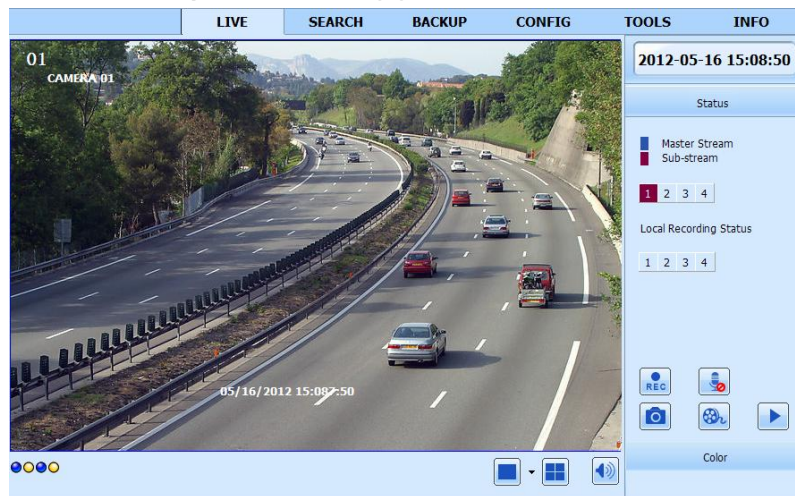 LIVE SEARCH BACKUP CONFIG TOOLS INFO
01
CAMERA 01
2012-05-16 15:08:50
Status
Master Stream
Sub-stream
1 2 3 4
Local Recording Status
1 2 3 4
REC
05/16/2012 15:08?:50
Color